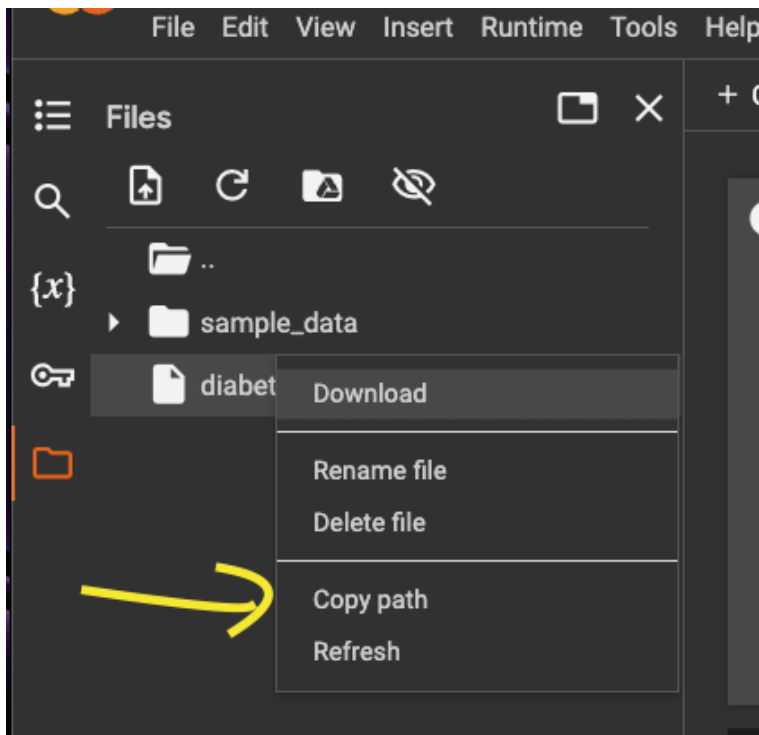 File Edit View Insert Runtime Tools Help
Files
..
{x}
sample_data
diabet
Download
Rename file
Delete file
Copy path
Refresh